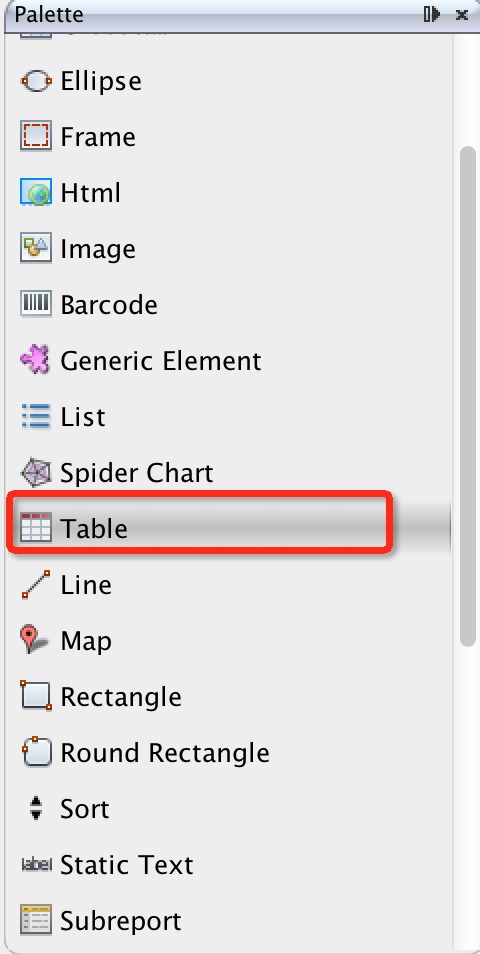 Palette
Ellipse
Frame
Html
Image
Barcode
Generic Element
List
Spider Chart
Table
Line
Map
Rectangle
Round Rectangle
Sort
label Static Text
Subreport